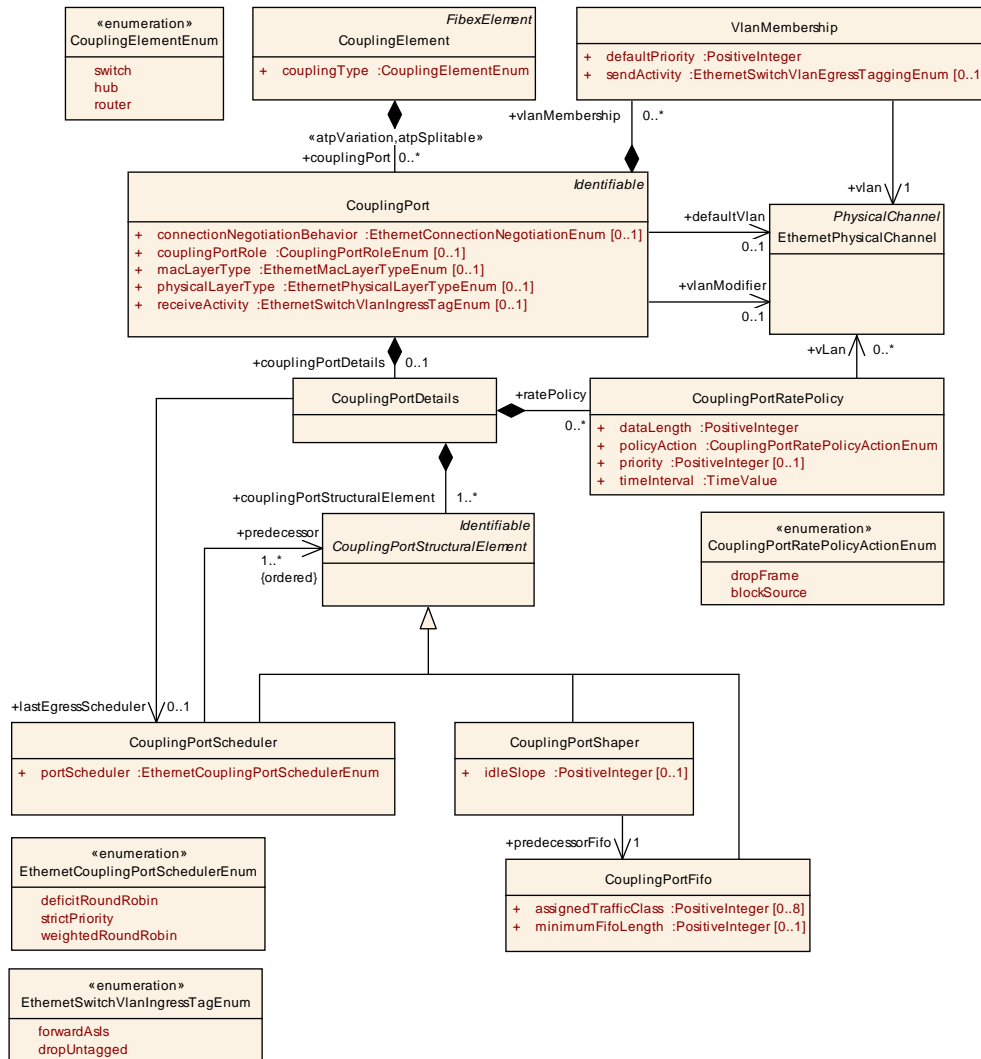 «enumeration»
CouplingElementEnum
switch
hub
router
FibexElement
CouplingElement
+ couplingType :CouplingElementEnum
VlanMembership
+ defaultPriority :PositiveInteger
+ sendActivity :EthernetSwitchVlanEgressTaggingEnum [0..1
«atpVariation,atpSplitable»
+couplingPort 0..*
+vlanMembership 0..*
+vlan 1
Identifiable
CouplingPort
+ connectionNegotiationBehavior :EthernetConnectionNegotiationEnum [0..1]
+ couplingPortRole :CouplingPortRoleEnum [0..1]
+ macLayerType :EthernetMacLayerTypeEnum [0..1]
+ physicalLayerType :EthernetPhysicalLayerTypeEnum [0..1]
+ receiveActivity :EthernetSwitchVlanIngressTagEnum [0..1]
+defaultVlan
0..1
+vlanModifier
0..1
PhysicalChannel
EthernetPhysicalChannel
+couplingPortDetails 0..1
+vLan 0..*
CouplingPortDetails
+ratePolicy
0..*
CouplingPortRatePolicy
+ dataLength :PositiveInteger
+ policyAction :CouplingPortRatePolicyActionEnum
+ priority :PositiveInteger [0..1]
+ timeInterval :TimeValue
+couplingPortStructuralElement 1..*
+predecessor
1..*
{ordered}
Identifiable
CouplingPortStructuralElement
«enumeration»
CouplingPortRatePolicyActionEnum
dropFrame
blockSource
+lastEgressScheduler 0..1
CouplingPortScheduler
+ portScheduler :EthernetCouplingPortSchedulerEnum
CouplingPortShaper
+ idleSlope :PositiveInteger [0..1]
+predecessorFifo 1
«enumeration»
EthernetCouplingPortSchedulerEnum
deficitRoundRobin
strictPriority
weightedRoundRobin
CouplingPortFifo
+ assignedTrafficClass :PositiveInteger [0..8]
+ minimumFifoLength :PositiveInteger [0..1]
«enumeration»
EthernetSwitchVlanIngressTagEnum
forwardAsIs
dropUntagged